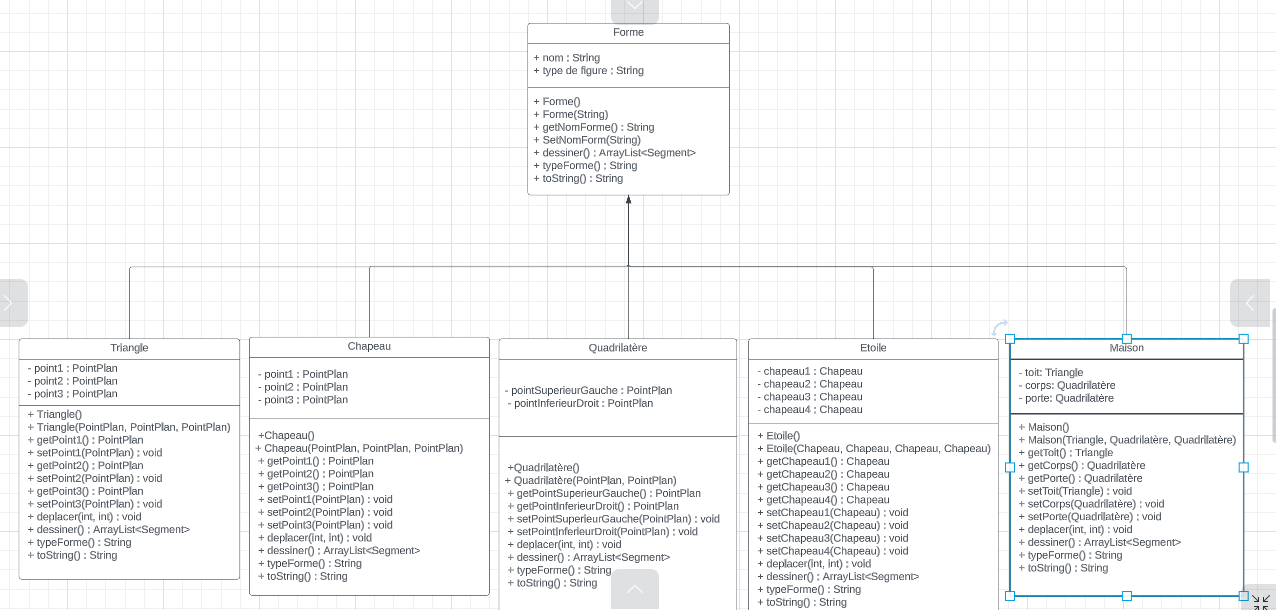 Forme
+ nom : String
+ type de figure : String
+ Forme()
+ Forme(String)
+ getNomForme() : String
+ SetNomForm(String)
+ dessiner() : ArrayList<Segment>
+ typeForme() : String
+ toString() : String
Triangle
- point1 : PointPlan
- point2 : PointPlan
- point3 : PointPlan
+ Triangle()
+ Triangle(PointPlan, PointPlan, PointPlan)
+ getPoint1() : PointPlan
+ setPoint1(PointPlan) : void
+ getPoint2() : PointPlan
+ setPoint2(PointPlan) : void
+ getPoint3() : PointPlan
+ setPoint3(PointPlan) : void
+ deplacer(int, int) : void
+ dessiner() : ArrayList<Segment>
+ typeForme() : String
+ toString() : String
Chapeau
- point1 : PointPlan
- point2 : PointPlan
- point3 : PointPlan
+Chapeau()
+ Chapeau(PointPlan, PointPlan, PointPlan)
+ getPoint1() : PointPlan
+ getPoint2() : PointPlan
+ getPoint3() : PointPlan
+ setPoint1(PointPlan) : void
+ setPoint2(PointPlan) : void
+ setPoint3(PointPlan) : void
+ deplacer(int, int) : void
+ dessiner() : ArrayList<Segment>
+ typeForme() : String
+ toString() : String
Quadrilatère
- pointSuperieurGauche : PointPlan
- pointInferieurDroit : PointPlan
+Quadrilatère()
+ Quadrilatère(PointPlan, PointPlan)
+ getPointSuperieurGauche() : PointPlan
+ getPointInferieurDroit() : PointPlan
+ setPointSuperieurGauche(PointPlan) : void
+ setPointInferieurDroit(PointPlan) : void
+ deplacer(int, int) : void
+ dessiner() : ArrayList<Segment>
+ typeForme() : String
+ toString() : String
Etoile
- chapeau1 : Chapeau
- chapeau2 : Chapeau
- chapeau3 : Chapeau
- chapeau4 : Chapeau
+ Etoile()
+ Etoile(Chapeau, Chapeau, Chapeau, Chapeau)
+ getChapeau1() : Chapeau
+ getChapeau2() : Chapeau
+ getChapeau3() : Chapeau
+ getChapeau4() : Chapeau
+ setChapeau1(Chapeau) : void
+ setChapeau2(Chapeau) : void
+ setChapeau3(Chapeau) : void
+ setChapeau4(Chapeau) : void
+ deplacer(int, int) : void
+ dessiner() : ArrayList<Segment>
+ typeForme() : String
+ toString() : String
Maison
- toit: Triangle
- corps: Quadrilatère
- porte: Quadrilatère
+ Maison()
+ Maison(Triangle, Quadrilatère, Quadrilatère)
+ getToit() : Triangle
+ getCorps() : Quadrilatère
+ getPorte() : Quadrilatère
+ setToit(Triangle) : void
+ setCorps(Quadrilatère) : void
+ setPorte(Quadrilatère) : void
+ deplacer(int, int) : void
+ dessiner() : ArrayList<Segment>
+ typeForme() : String
+ toString() : String